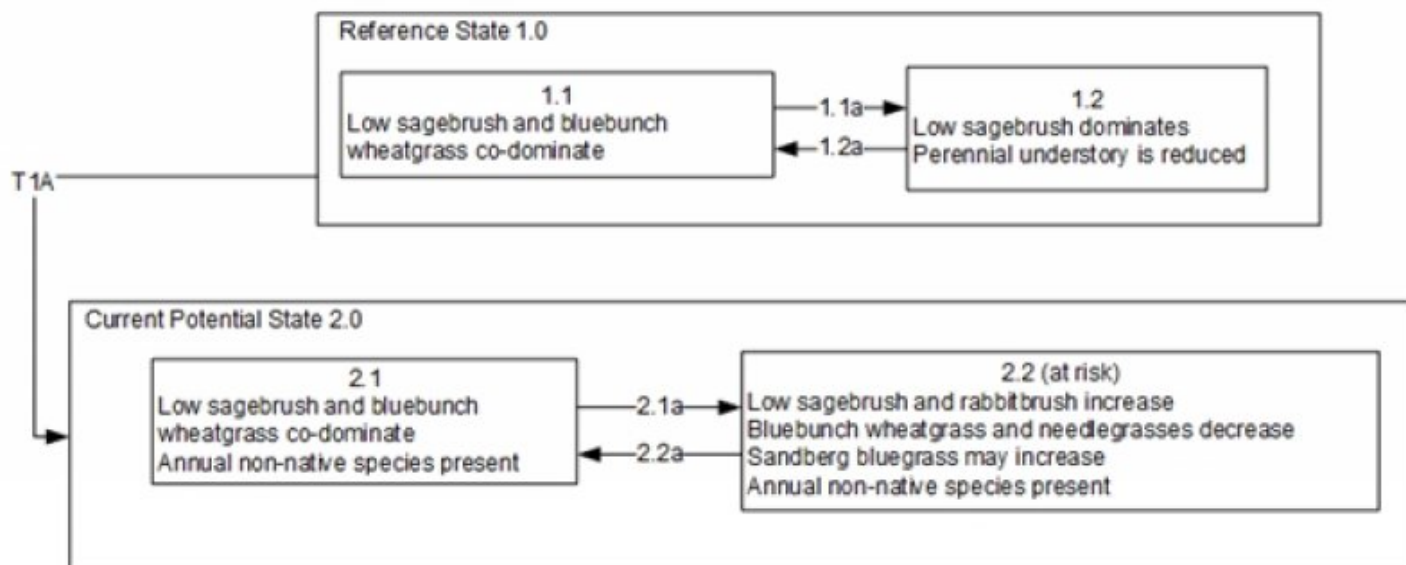 Reference State 1.0
1.1
Low sagebrush and bluebunch
wheatgrass co-dominate
1.1a
1.2a
1.2
Low sagebrush dominates
Perennial understory is reduced
T1A
Current Potential State 2.0
2.1
Low sagebrush and bluebunch
wheatgrass co-dominate
Annual non-native species present
2.1a
2.2a
2.2 (at risk)
Low sagebrush and rabbitbrush increase
Bluebunch wheatgrass and needlegrasses decrease
Sandberg bluegrass may increase
Annual non-native species present